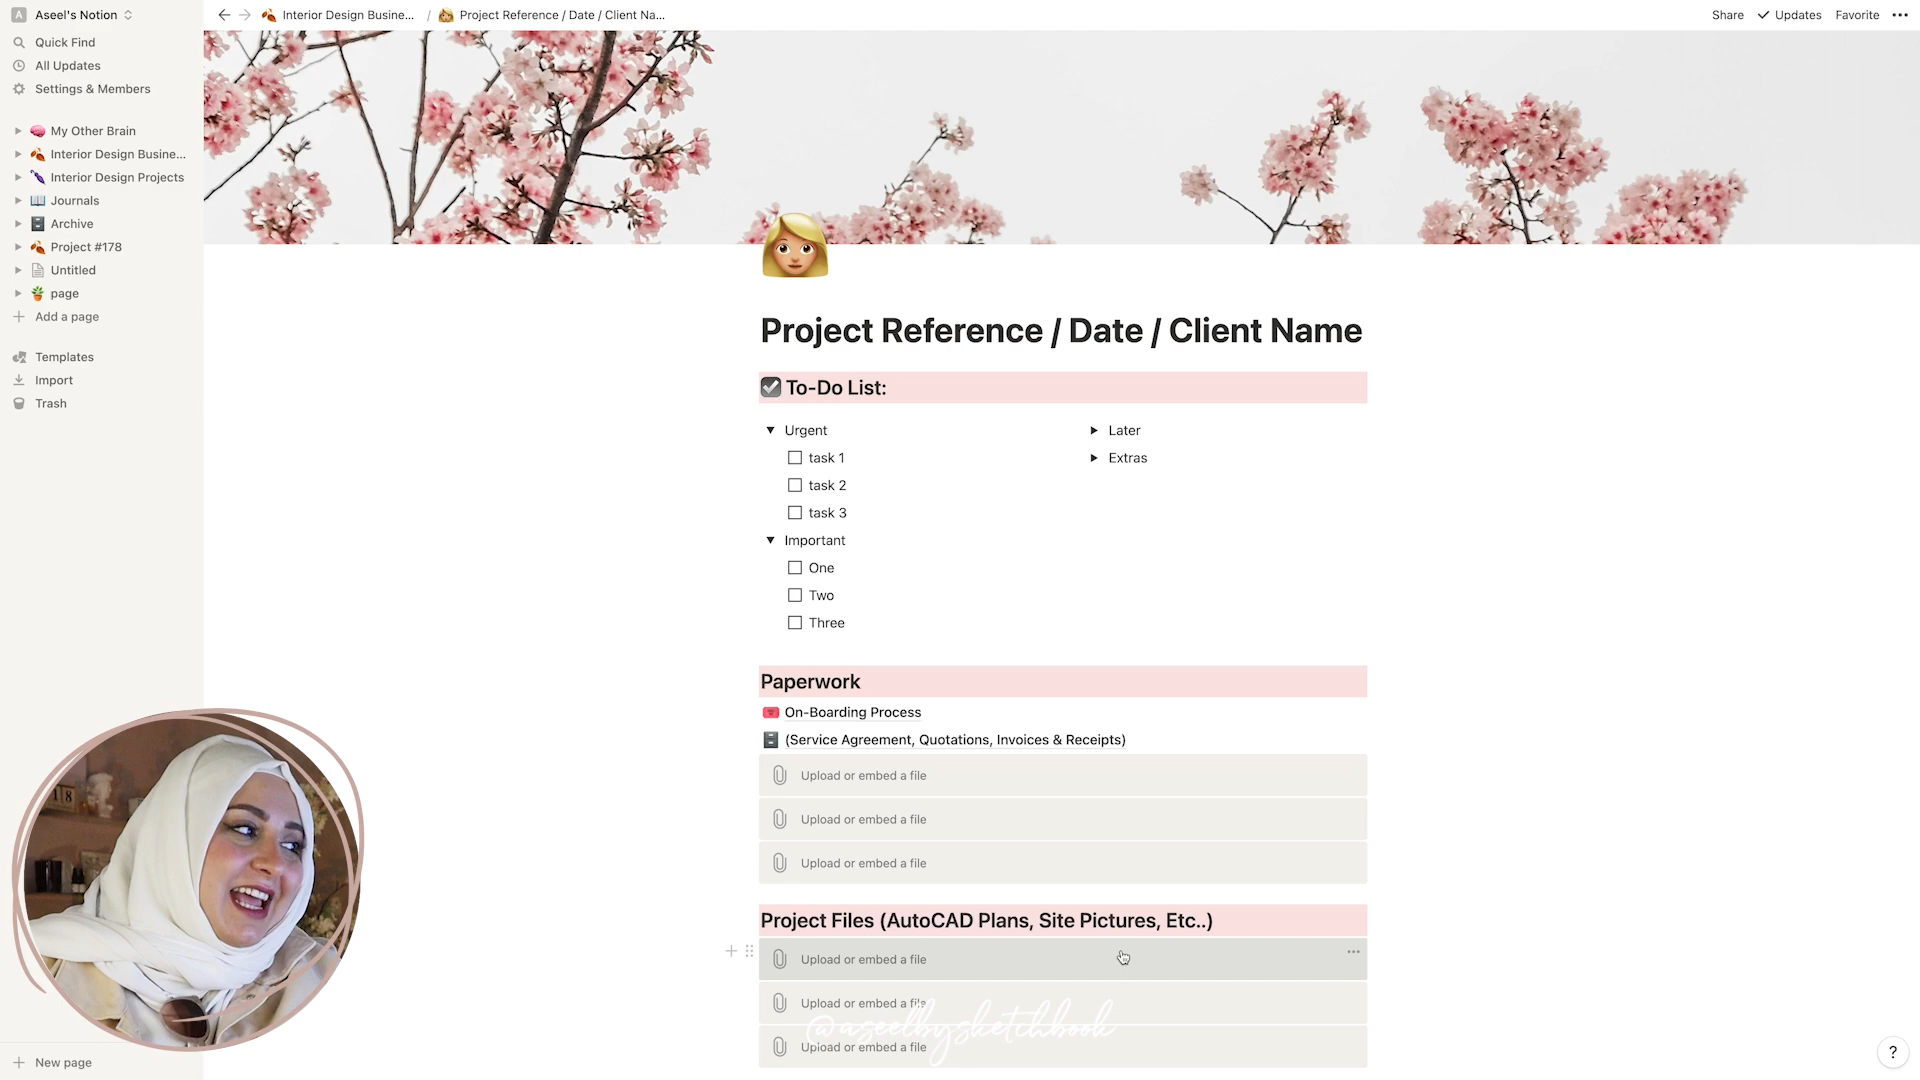 A Aseel's Notion
Quick Find
All Updates
Settings & Members
My Other Brain
Interior Design Busine...
Interior Design Projects
Journals
Archive
Project #178
Untitled
page
Add a page
Templates
Import
Trash
New page
Interior Design Busine... / Project Reference / Date / Client Na...
Share Updates Favorite
Project Reference / Date / Client Name
To-Do List:
Urgent
task 1
task 2
task 3
Important
One
Two
Three
Later
Extras
Paperwork
On-Boarding Process
(Service Agreement, Quotations, Invoices & Receipts)
Upload or embed a file
Upload or embed a file
Upload or embed a file
Project Files (AutoCAD Plans, Site Pictures, Etc..)
Upload or embed a file
Upload or embed a file
Upload or embed a file
@aseelbysketchbook
?
18